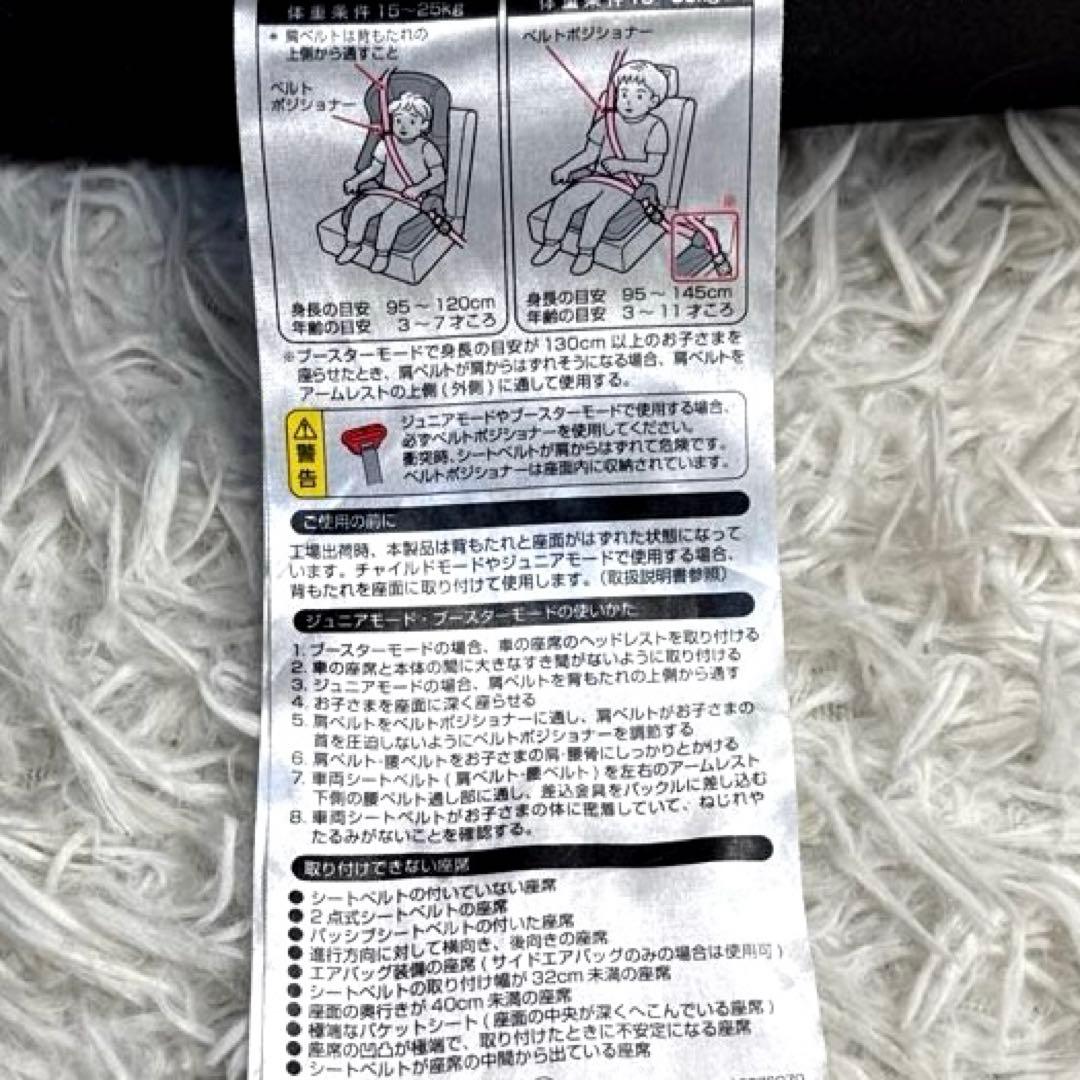 体重条件 15～25kg
* 肩ベルトは背もたれの
上側から通すこと
ベルト
ポジショナー
身長の目安 95～120cm
年齢の目安 3～7才ころ
ベルトポジショナー
※
身長の目安 95～145cm
年齢の目安 3～11才ころ
※ブースターモードで身長の目安が130cm以上のお子さまを
座らせたとき、肩ベルトが肩からはずれそうになる場合、肩ベルトを
アームレストの上側(外側)に通して使用する。
警告
ジュニアモードやブースターモードで使用する場合、
必ずベルトポジショナーを使用してください。
衝突時、シートベルトが肩からはずれて危険です。
ベルトポジショナーは座面内に収納されています。
ご使用の前に
工場出荷時、本製品は背もたれと座面がはずれた状態になって
います。チャイルドモードやジュニアモードで使用する場合、
背もたれを座面に取り付けて使用します。(取扱説明書参照)
ジュニアモード・ブースターモードの使いかた
1. ブースターモードの場合、車の座席のヘッドレストを取り付ける
2. 車の座席と本体の間に大きなすき間がないように取り付ける
3. ジュニアモードの場合、肩ベルトを背もたれの上側から通す
4. お子さまを座面に深く座らせる
5. 肩ベルトをベルトポジショナーに通し、肩ベルトがお子さまの
首を圧迫しないようにベルトポジショナーを調節する
6. 肩ベルト・腰ベルトをお子さまの肩・腰骨にしっかりとかける
7. 車両シートベルト(肩ベルト・腰ベルト)を左右のアームレスト
下側の腰ベルト通し部に通し、差込金具をバックルに差し込む
8. 車両シートベルトがお子さまの体に密着していて、ねじれや
たるみがないことを確認する。
取り付けできない座席
● シートベルトの付いていない座席
● 2点式シートベルトの座席
● パッシブシートベルトの付いた座席
● 進行方向に対して横向き、後向きの座席
● エアバッグ装備の座席(サイドエアバッグのみの場合は使用可)
● シートベルトの取り付け幅が32cm未満の座席
● 座面の奥行きが40cm未満の座席
● 極端なバケットシート(座面の中央が深くへこんでいる座席)
● 座席の凹凸が極端で、取り付けたときに不安定になる座席
● シートベルトが座席の中間から出ている座席